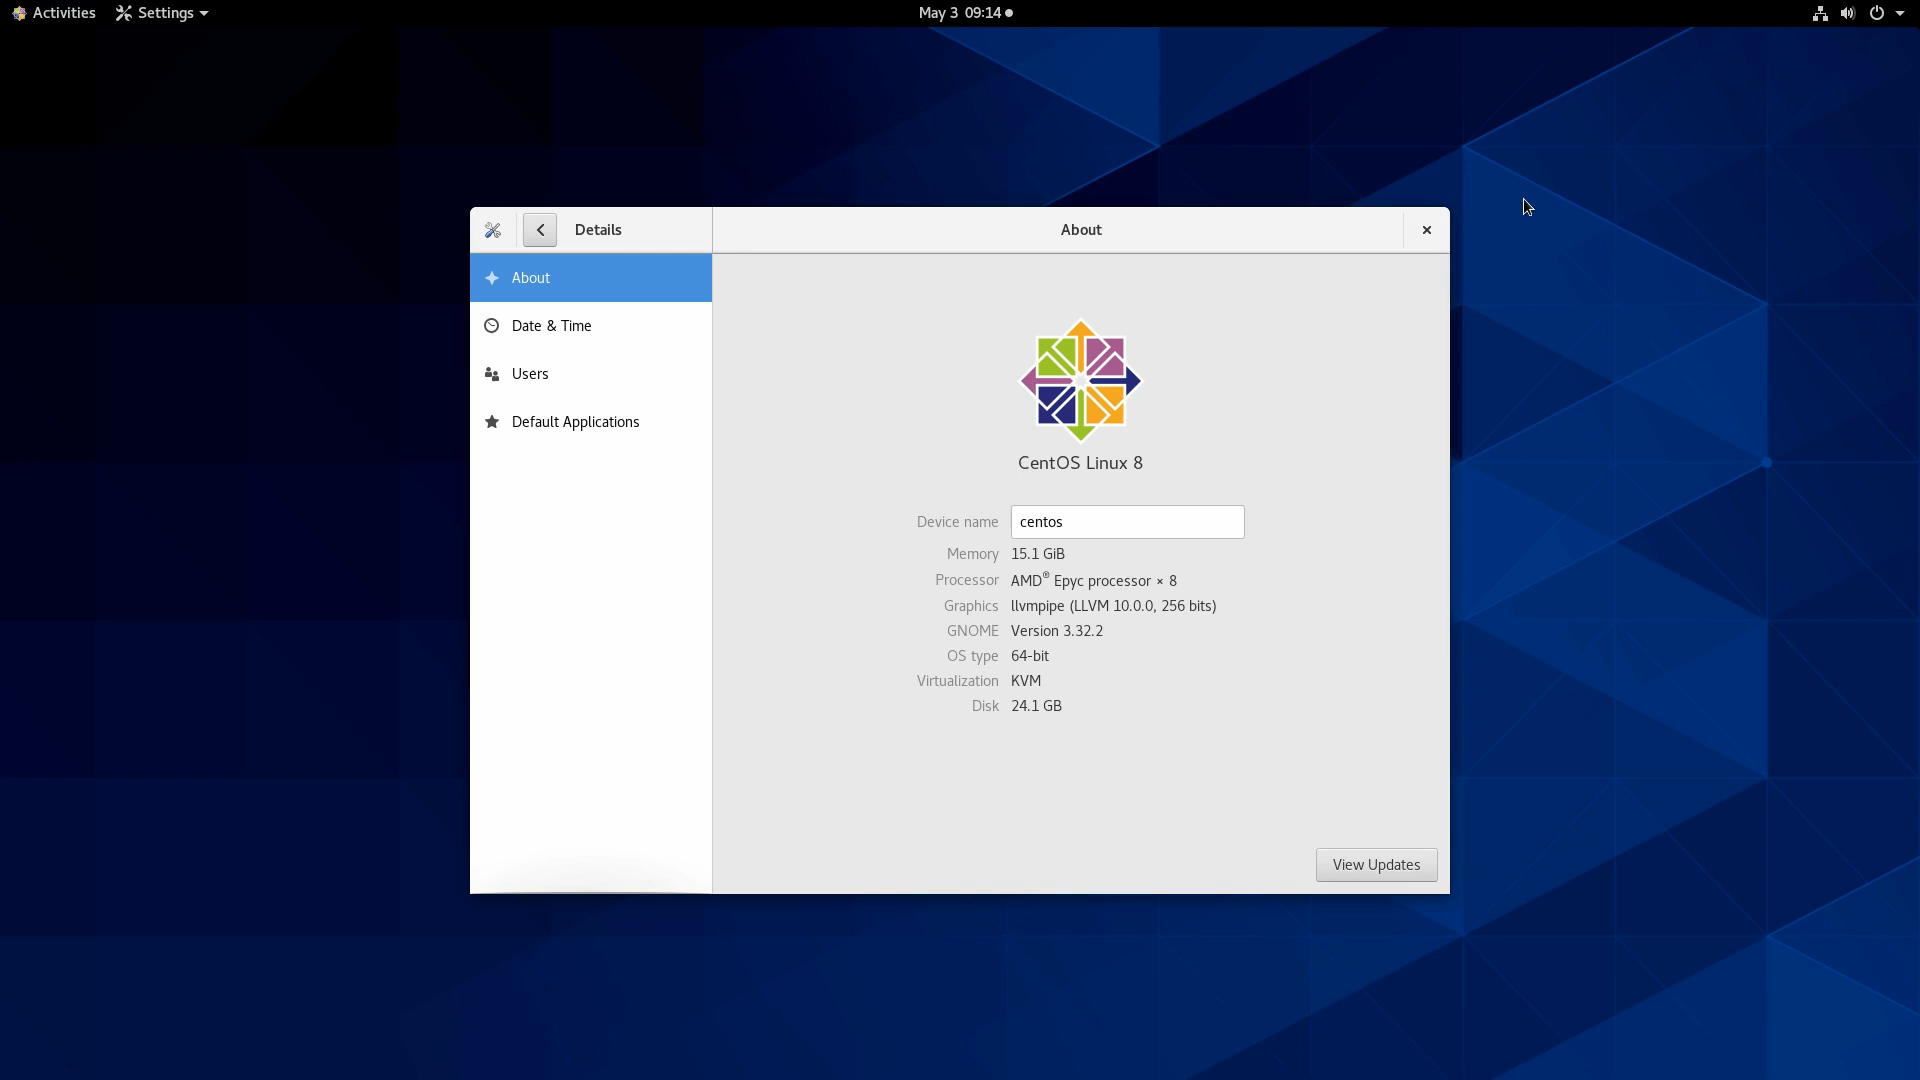 Activities Settings May 3 09:14
Details About
About
Date & Time
Users
Default Applications
CentOS Linux 8
Device name centos
Memory 15.1 GiB
Processor AMD® Epyc processor × 8
Graphics llvmpipe (LLVM 10.0.0, 256 bits)
GNOME Version 3.32.2
OS type 64-bit
Virtualization KVM
Disk 24.1 GB
View Updates